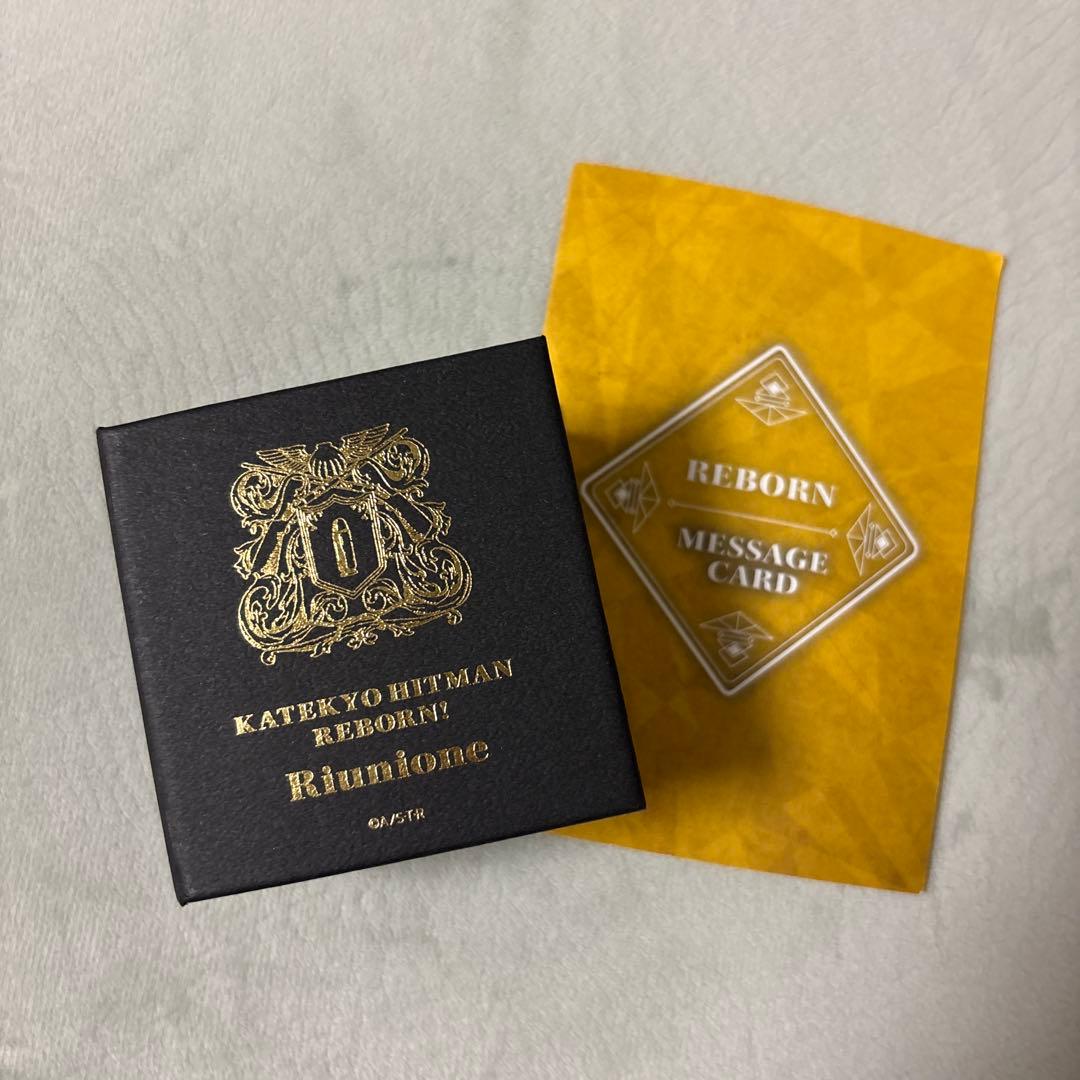 KATEKYO HITMAN
REBORN!
Riunione
©A/S·T·R
REBORN
MESSAGE
CARD